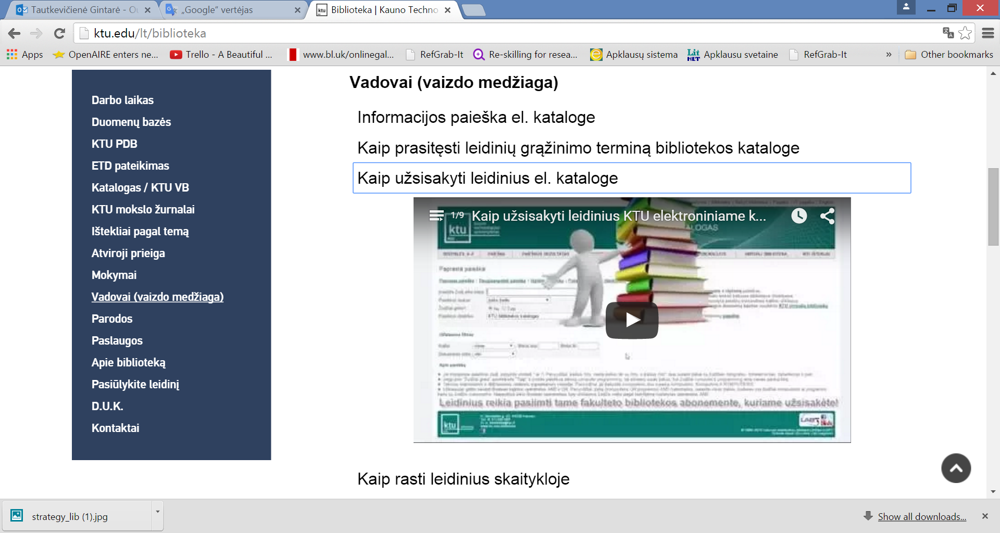 Tautkevičienė Gintarė - Ou
„Google“ vertėjas
Biblioteka | Kauno Techno
ktu.edu/lt/biblioteka
Apps
OpenAIRE enters ne...
Trello - A Beautiful ...
www.bl.uk/onlinegal...
RefGrab-It
Re-skilling for resea...
Apklausų sistema
Apklausu svetaine
RefGrab-It
»
Other bookmarks
Darbo laikas
Duomenų bazės
KTU PDB
ETD pateikimas
Katalogas / KTU VB
KTU mokslo žurnalai
Ištekliai pagal temą
Atviroji prieiga
Mokymai
Vadovai (vaizdo medžiaga)
Parodos
Paslaugos
Apie biblioteką
Pasiūlykite leidinį
D.U.K.
Kontaktai
Vadovai (vaizdo medžiaga)
Informacijos paieška el. kataloge
Kaip prasitęsti leidinių grąžinimo terminą bibliotekos kataloge
Kaip užsisakyti leidinius el. kataloge
1/9 Kaip užsisakyti leidinius KTU elektroniniame k...
ktu
Paprasta paieška
KTU bibliotekos katalogas
Leidinius reikia pasiimti tame fakulteto bibliotekos abonemente, kuriame užsisakėte!
ktu
Kaip rasti leidinius skaitykloje
strategy_lib (1).jpg
Show all downloads...